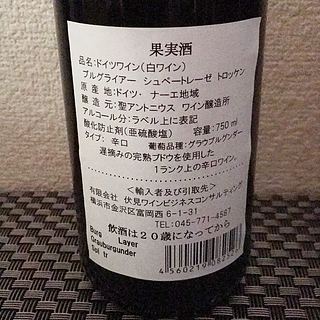 果実酒
品名:ドイツワイン(白ワイン)
ブルグライアー シュペートレーゼ トロッケン
原産地:ドイツ・ナーエ地域
醸造元:聖アントニウス ワイン醸造所
アルコール分:ラベル上に表記
酸化防止剤(亜硫酸塩) 容量:750ml
タイプ: 辛口 葡萄品種:グラウブルグンダー
遅摘みの完熟ブドウを使用した
1ランク上の辛口ワイン。
<輸入者及び引取先>
有限会社 伏見ワインビジネスコンサルティング
横浜市金沢区富岡西6-1-31
TEL:045-771-4587
飲酒は20歳になってから
Burg Layer
Grauburgunder
Sal tr